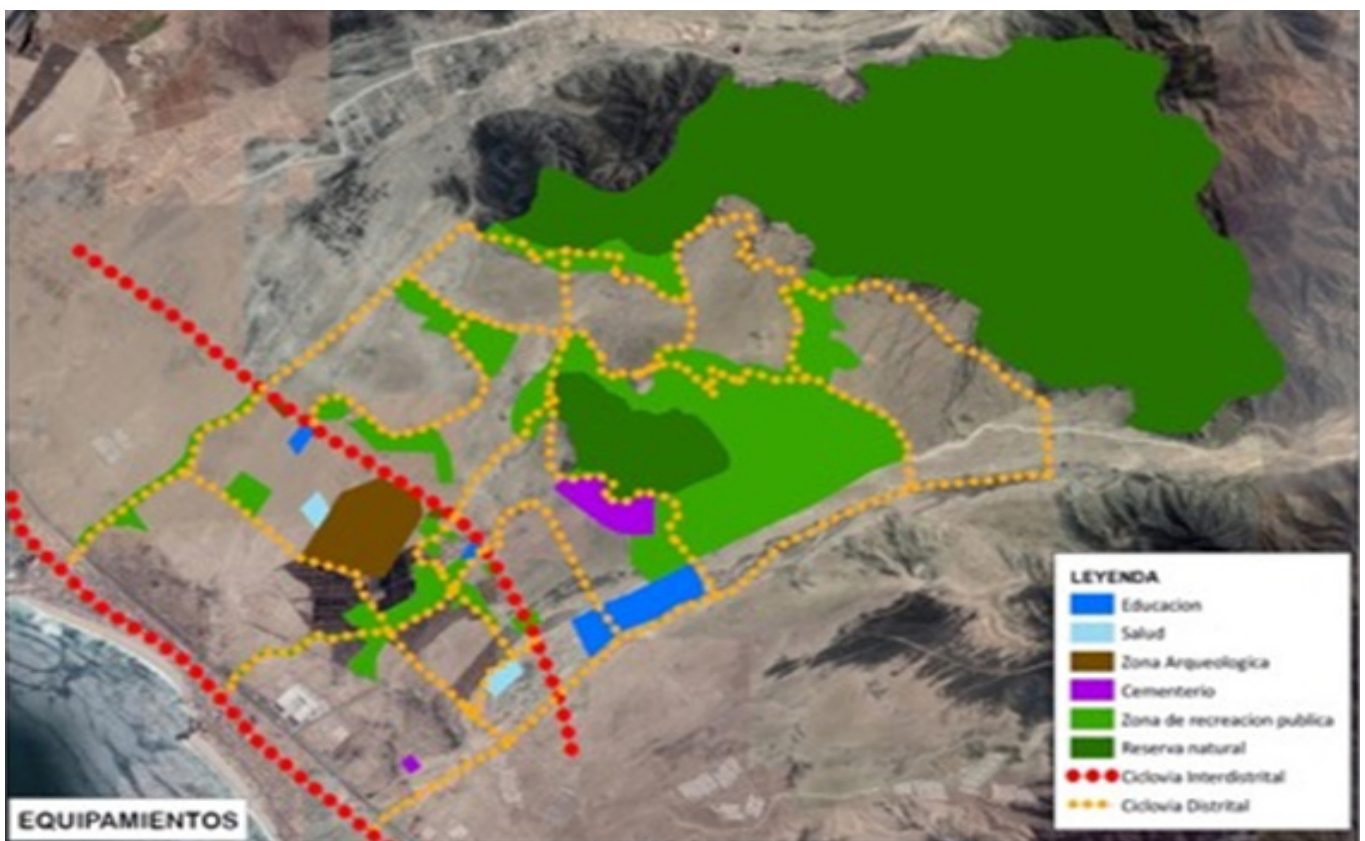 LEYENDA
Educacion
Salud
Zona Arqueologica
Cementerio
Zona de recreacion publica
Reserva natural
Ciclovia Interdistrital
Ciclovia Distrital
EQUIPAMIENTOS